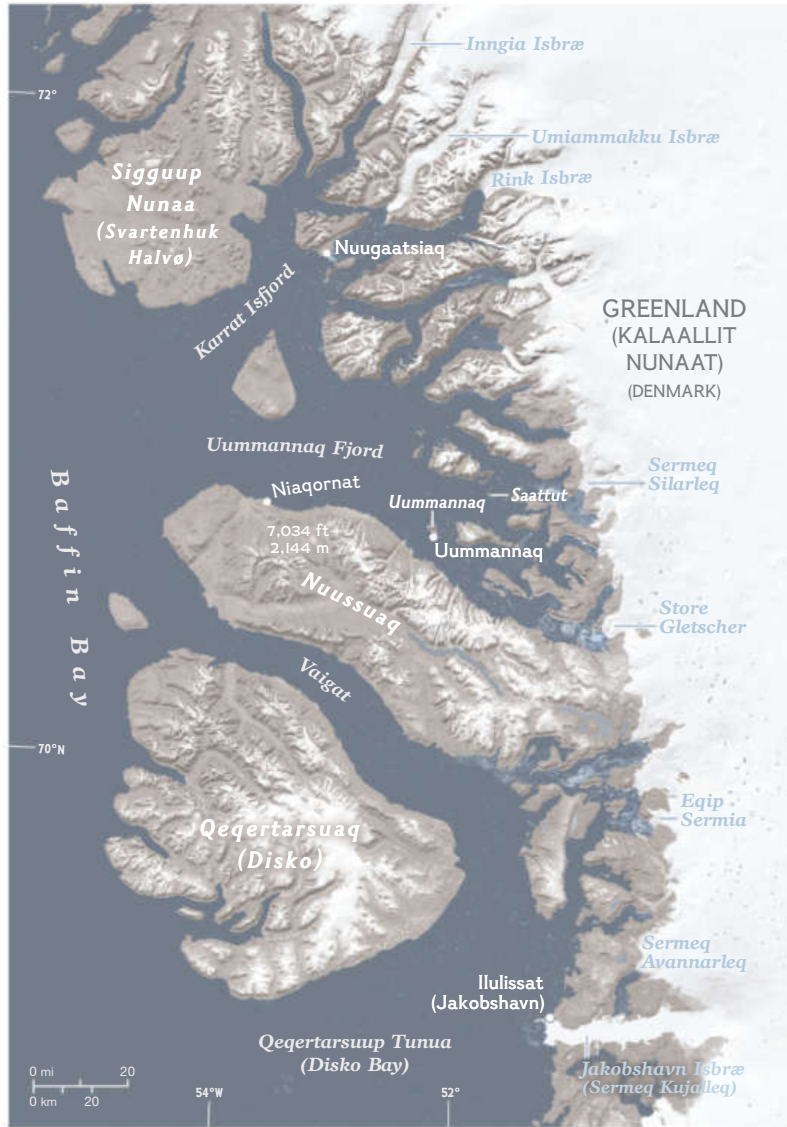 Inngia Isbræ
72°
Umiammakku Isbræ
Sigguup
Nunaa
(Svartenhuk
Halvø)
Rink Isbræ
Nuugaatsiaq
Karrat Isfjord
GREENLAND
(KALAALLIT
NUNAAT)
(DENMARK)
Uummannaq Fjord
Sermeq
Silarleq
Baffin Bay
Niaqornat
Uummannaq
Saattut
7,034 ft
2,144 m
Uummannaq
Nuussuaq
Store
Gletscher
Vaigat
70°N
Eqip
Sermia
Qeqertarsuaq
(Disko)
Sermeq
Avannarleq
Ilulissat
(Jakobshavn)
Qeqertarsuup Tunua
(Disko Bay)
Jakobshavn Isbræ
(Sermeq Kujalleq)
0 mi 20
0 km 20
54°W
52°